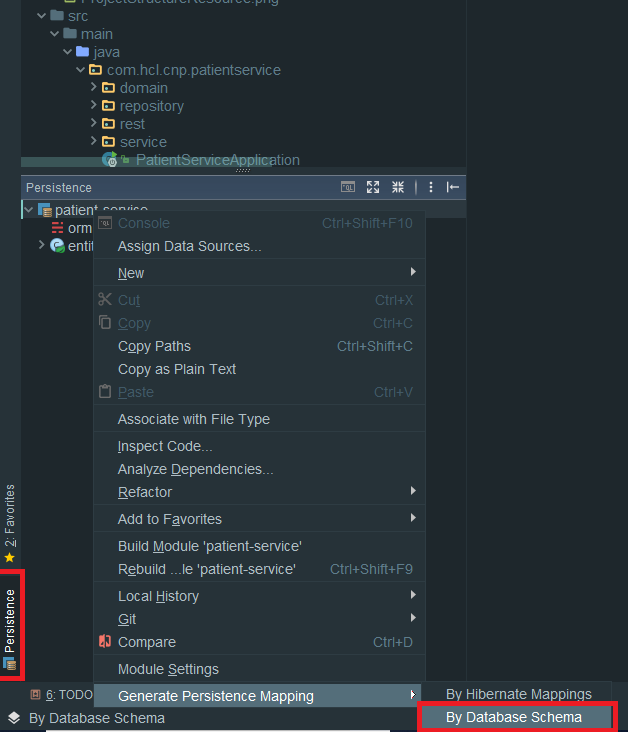 ProjectStructureResource.png
src
main
java
com.hcl.cnp.patientservice
domain
repository
rest
service
PatientServiceApplication
Persistence
patient-service
orm
entit
Console Ctrl+Shift+F10
Assign Data Sources...
New
Cut Ctrl+X
Copy Ctrl+C
Copy Paths Ctrl+Shift+C
Copy as Plain Text
Paste Ctrl+V
Associate with File Type
Inspect Code...
Analyze Dependencies...
Refactor
Add to Favorites
Build Module 'patient-service'
Rebuild ...le 'patient-service' Ctrl+Shift+F9
Local History
Git
Compare Ctrl+D
Module Settings
Generate Persistence Mapping
By Hibernate Mappings
By Database Schema
2: Favorites
Persistence
6: TODO
By Database Schema